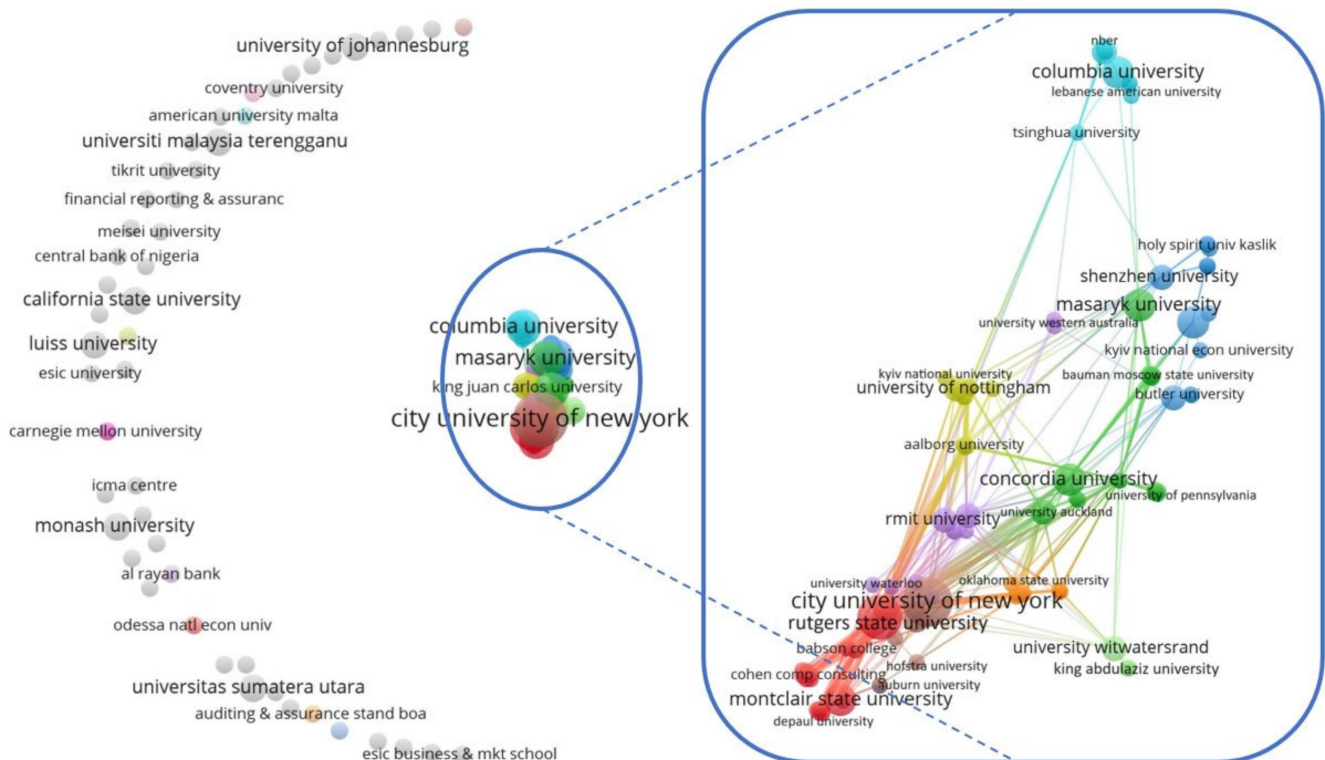 university of johannesburg
coventry university
american university malta
universiti malaysia terengganu
tikrit university
financial reporting & assuranc
meisei university
central bank of nigeria
california state university
luiss university
esic university
carnegie mellon university
icma centre
monash university
al rayan bank
odessa natl econ univ
universitas sumatera utara
auditing & assurance stand boa
esic business & mkt school
columbia university
masaryk university
king juan carlos university
city university of new york
nber
columbia university
lebanese american university
tsinghua university
holy spirit univ kaslik
shenzhen university
masaryk university
university western australia
kyiv national econ university
kyiv national university
bauman moscow state university
university of nottingham
butler university
aalborg university
concordia university
university of pennsylvania
university auckland
rmit university
university waterloo
oklahoma state university
city university of new york
rutgers state university
babson college
university witwatersrand
hofstra university
king abdulaziz university
cohen comp consulting
auburn university
montclair state university
depaul university